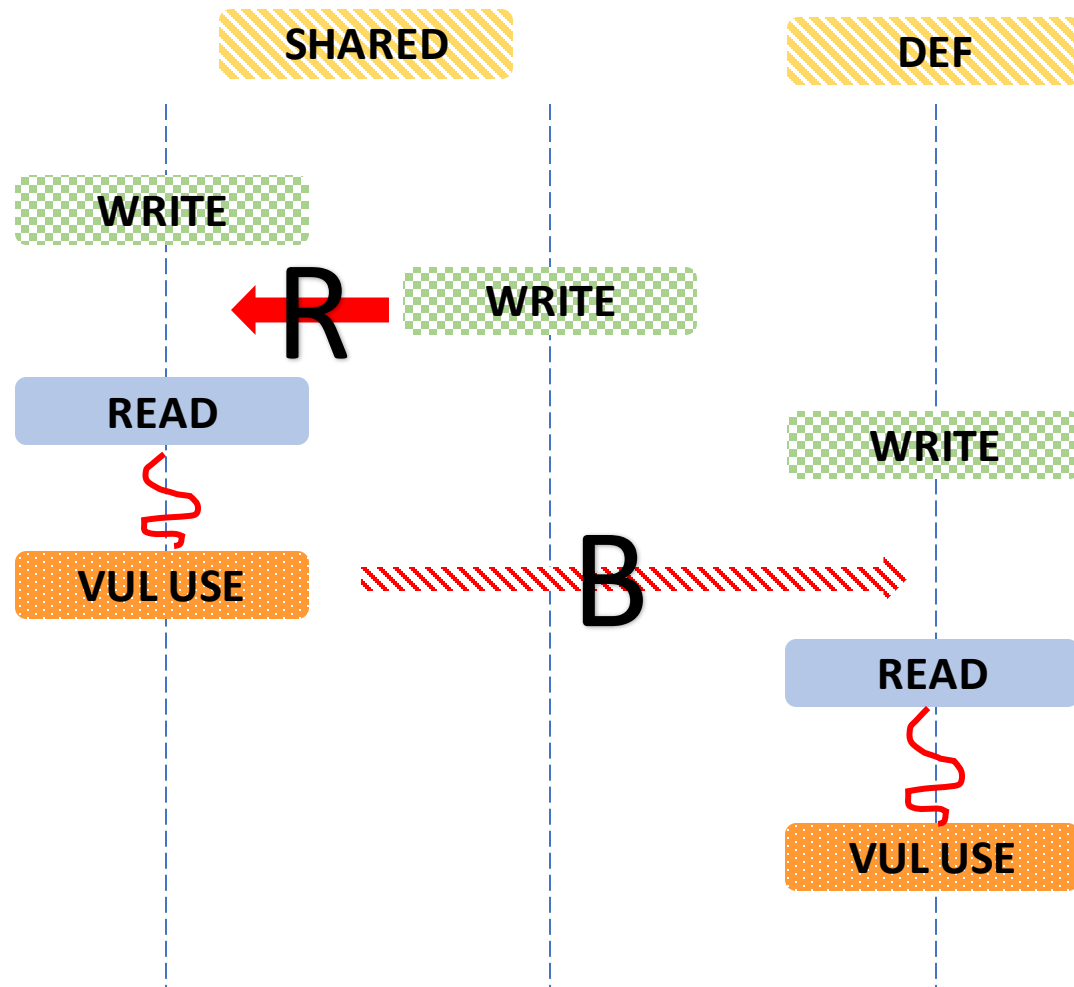 SHARED
DEF
WRITE
R
WRITE
READ
WRITE
VUL USE
B
READ
VUL USE